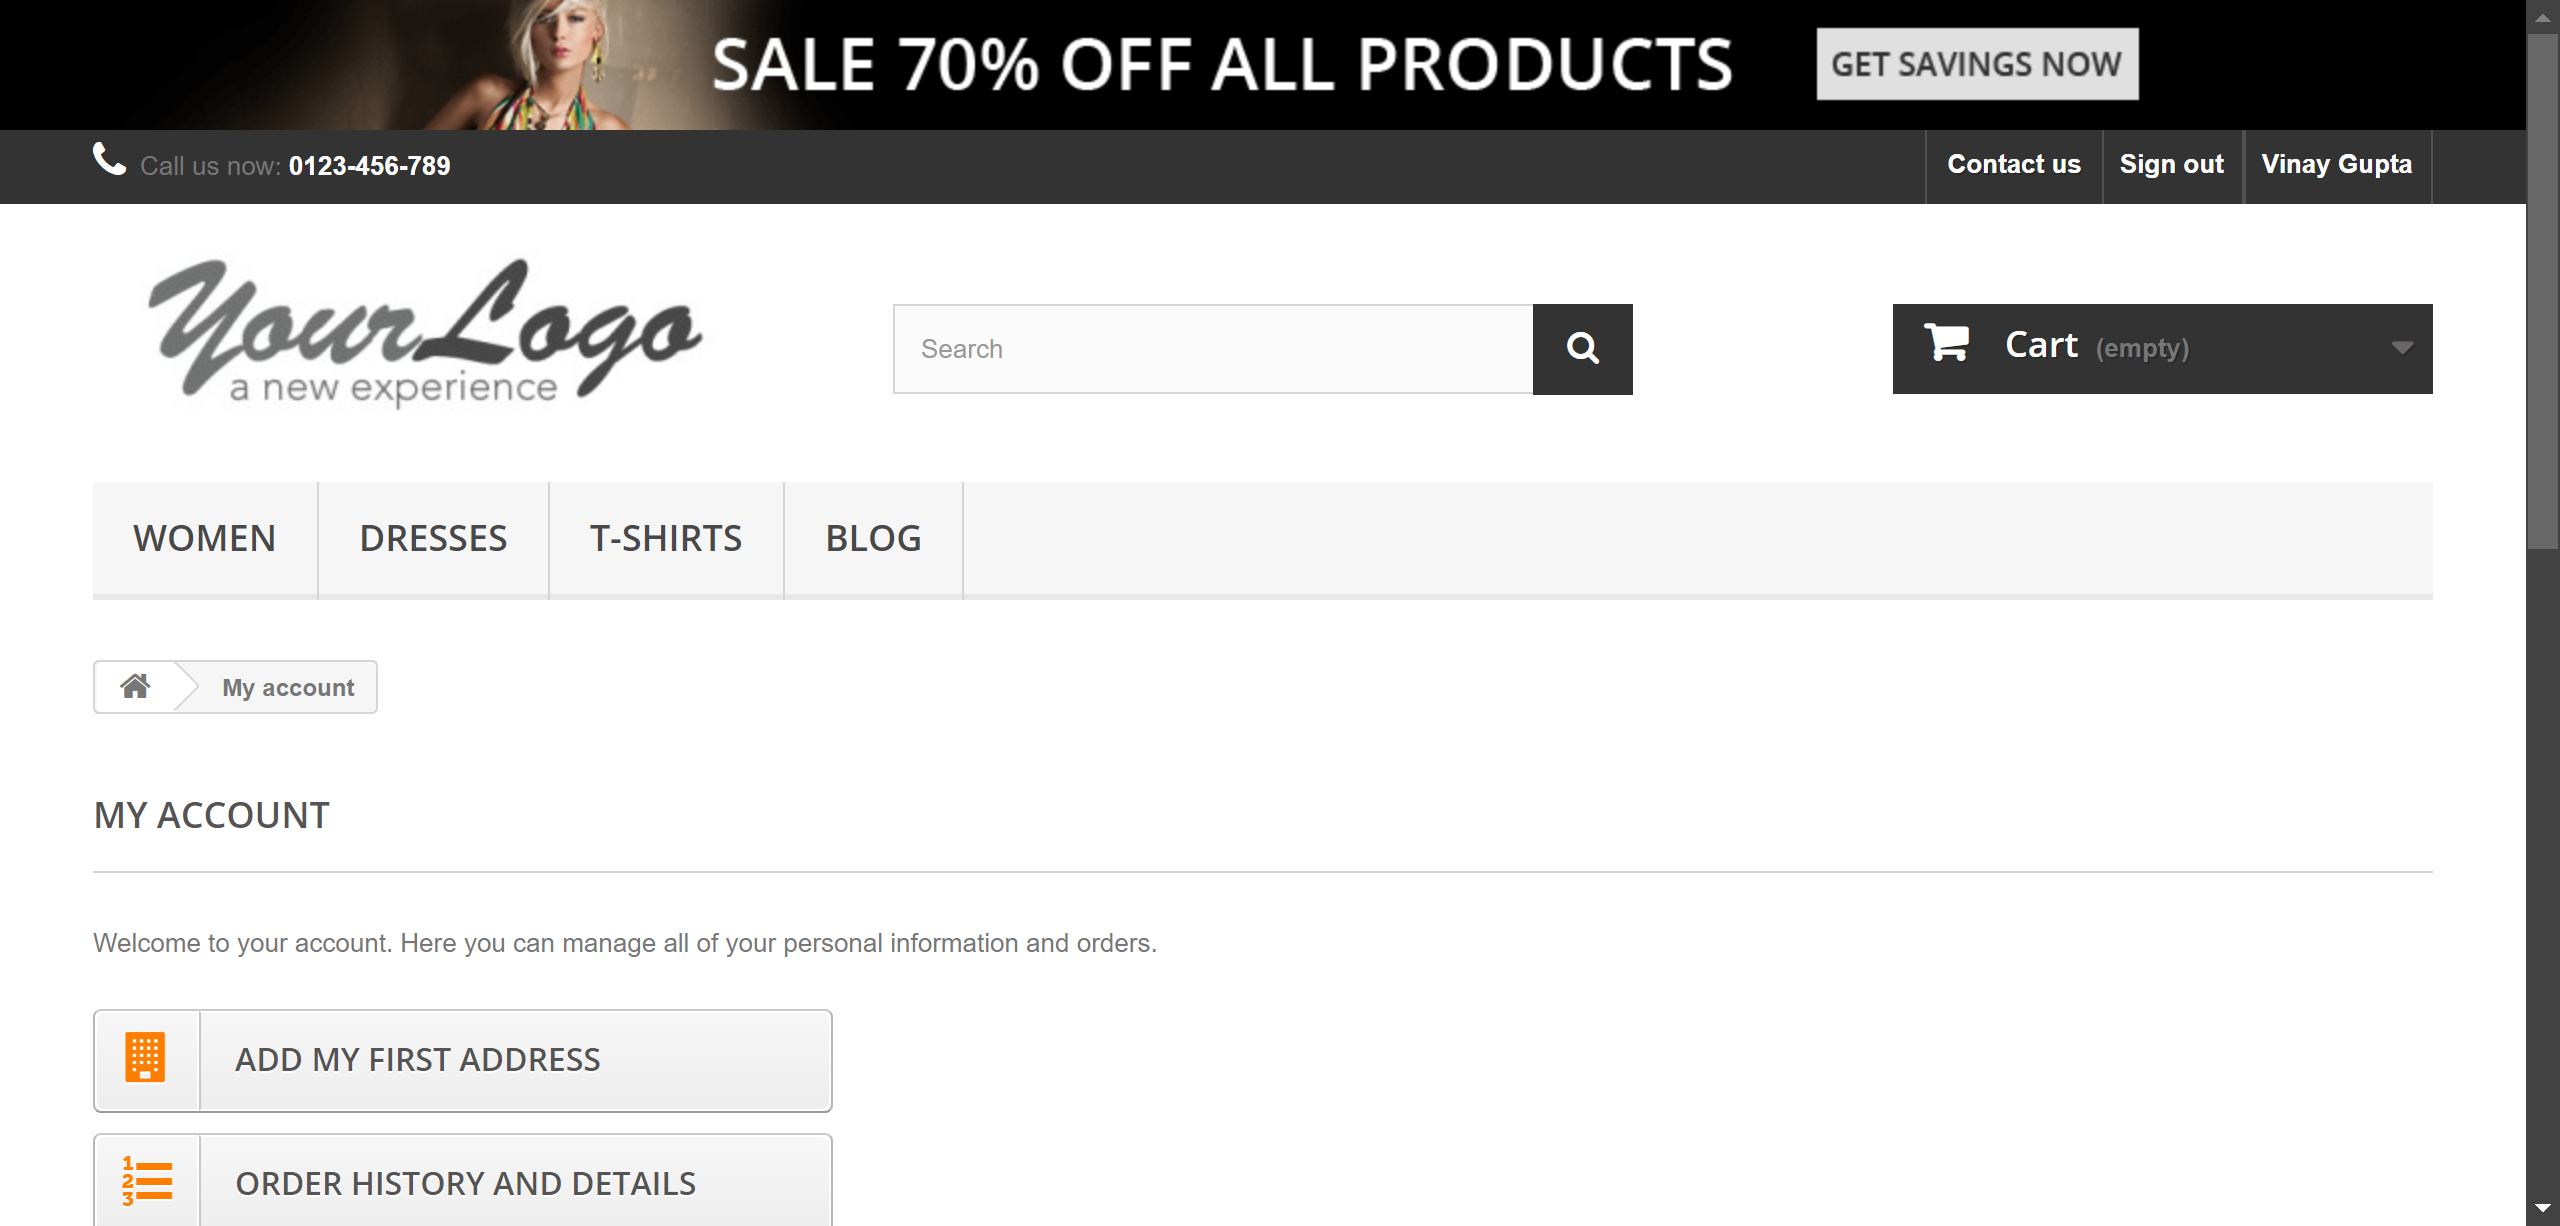 SALE 70% OFF ALL PRODUCTS GET SAVINGS NOW
Call us now: 0123-456-789 Contact us Sign out Vinay Gupta
Your Logo
a new experience
Search
Cart (empty)
WOMEN DRESSES T-SHIRTS BLOG
My account
MY ACCOUNT
Welcome to your account. Here you can manage all of your personal information and orders.
ADD MY FIRST ADDRESS
1
2
3
ORDER HISTORY AND DETAILS